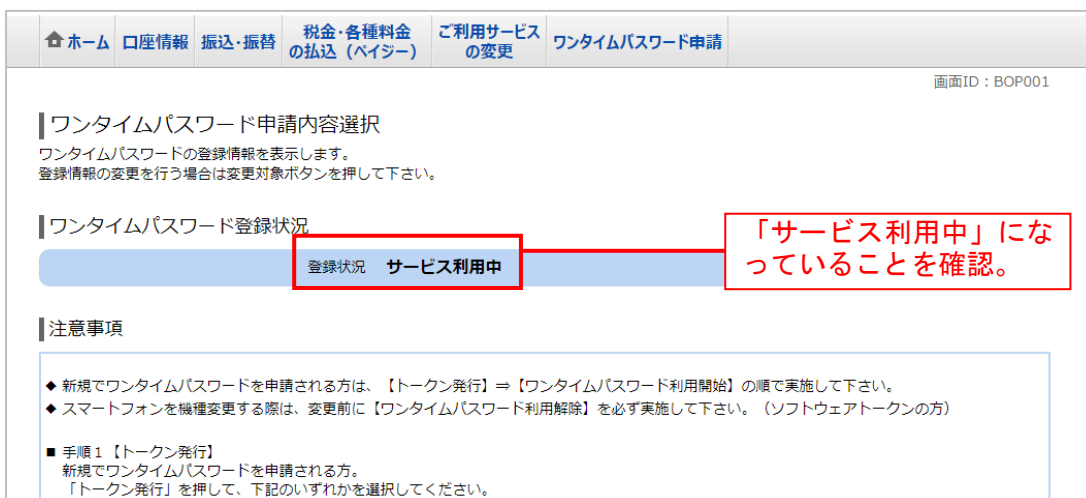 ホーム 口座情報 振込・振替 税金・各種料金の払込（ペイジー） ご利用サービスの変更 ワンタイムパスワード申請
画面ID：BOP001
ワンタイムパスワード申請内容選択
ワンタイムパスワードの登録情報を表示します。
登録情報の変更を行う場合は変更対象ボタンを押して下さい。
ワンタイムパスワード登録状況
登録状況 サービス利用中
「サービス利用中」にな
っていることを確認。
注意事項
◆ 新規でワンタイムパスワードを申請される方は、【トークン発行】⇒【ワンタイムパスワード利用開始】の順で実施して下さい。
◆ スマートフォンを機種変更する際は、変更前に【ワンタイムパスワード利用解除】を必ず実施して下さい。（ソフトウェアトークンの方）
■ 手順１【トークン発行】
新規でワンタイムパスワードを申請される方。
「トークン発行」を押して、下記のいずれかを選択してください。